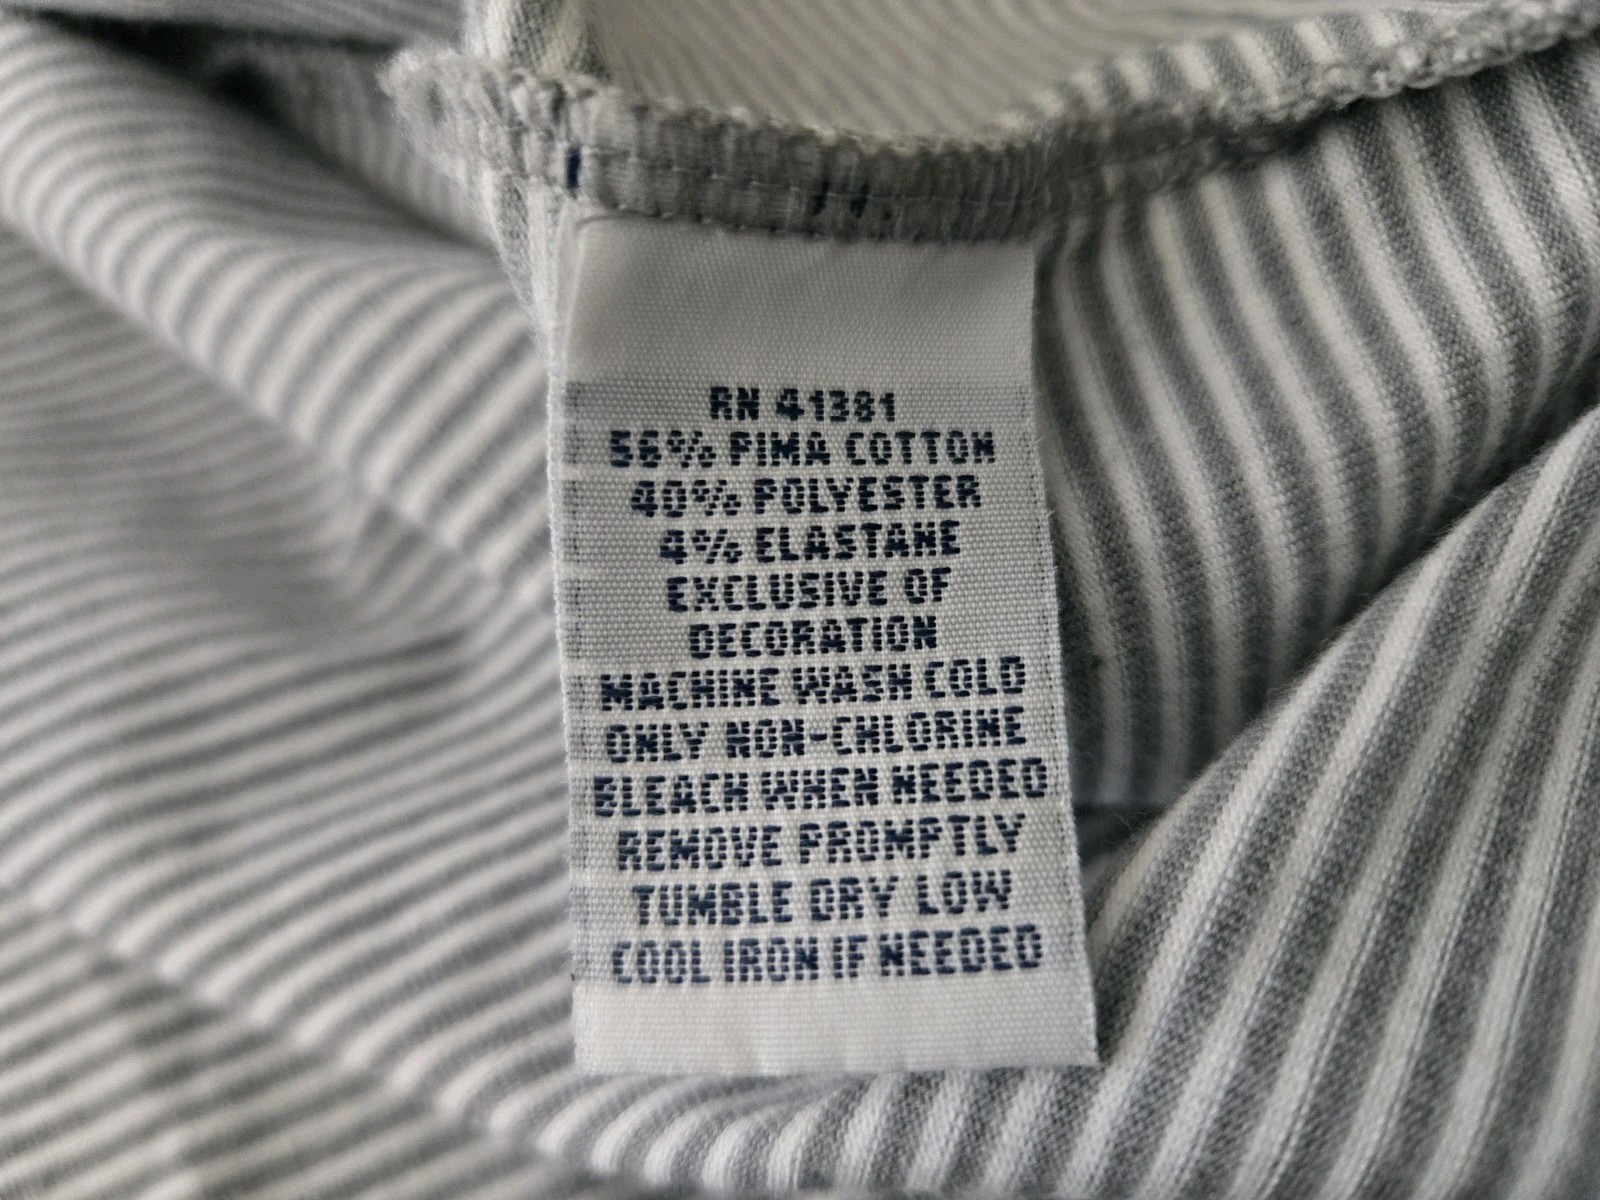 RN 41381
56% PIMA COTTON
40% POLYESTER
4% ELASTANE
EXCLUSIVE OF
DECORATION
MACHINE WASH COLD
ONLY NON-CHLORINE
BLEACH WHEN NEEDED
REMOVE PROMPTLY
TUMBLE DRY LOW
COOL IRON IF NEEDED